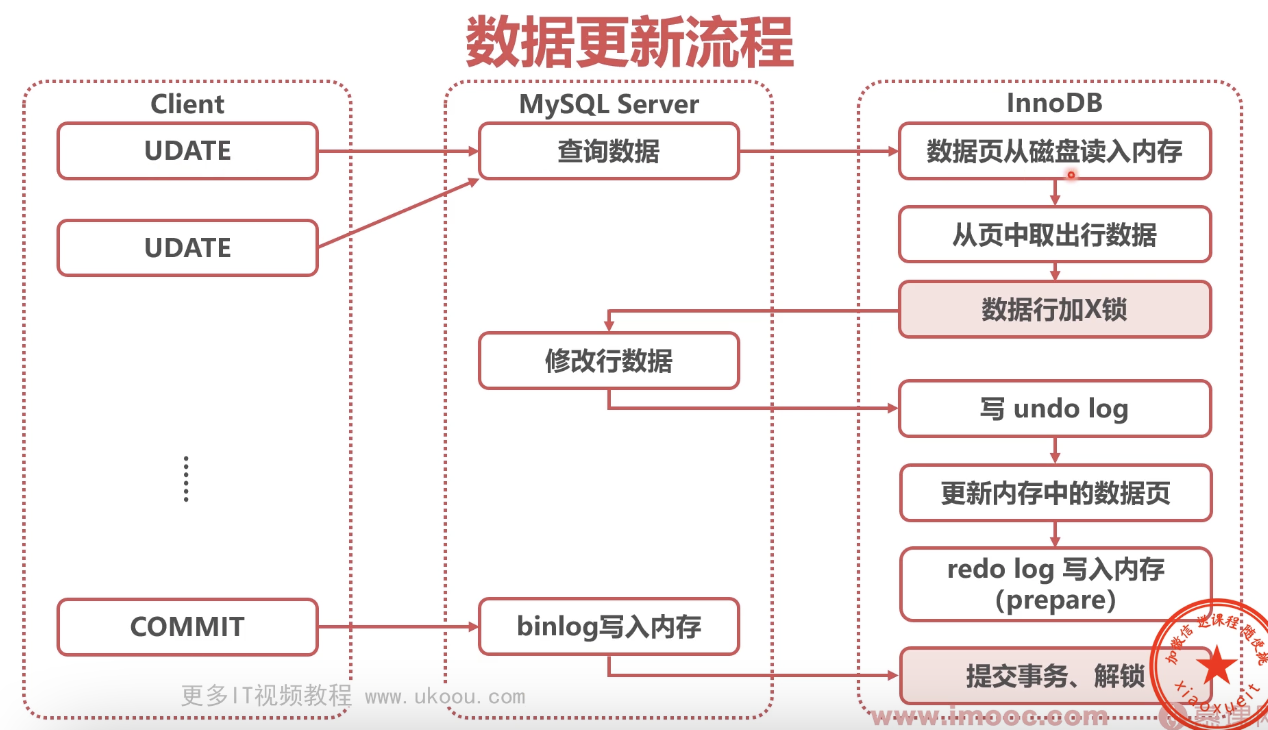 数据更新流程
Client
MySQL Server
InnoDB
UDATE
查询数据
数据页从磁盘读入内存
UDATE
从页中取出行数据
数据行加X锁
修改行数据
写 undo log
更新内存中的数据页
redo log 写入内存
（prepare）
COMMIT
binlog写入内存
提交事务、解锁
更多IT视频教程 www.ukoou.com
www.imooc.com
加微信 送课程,随便挑
xiaoxueit